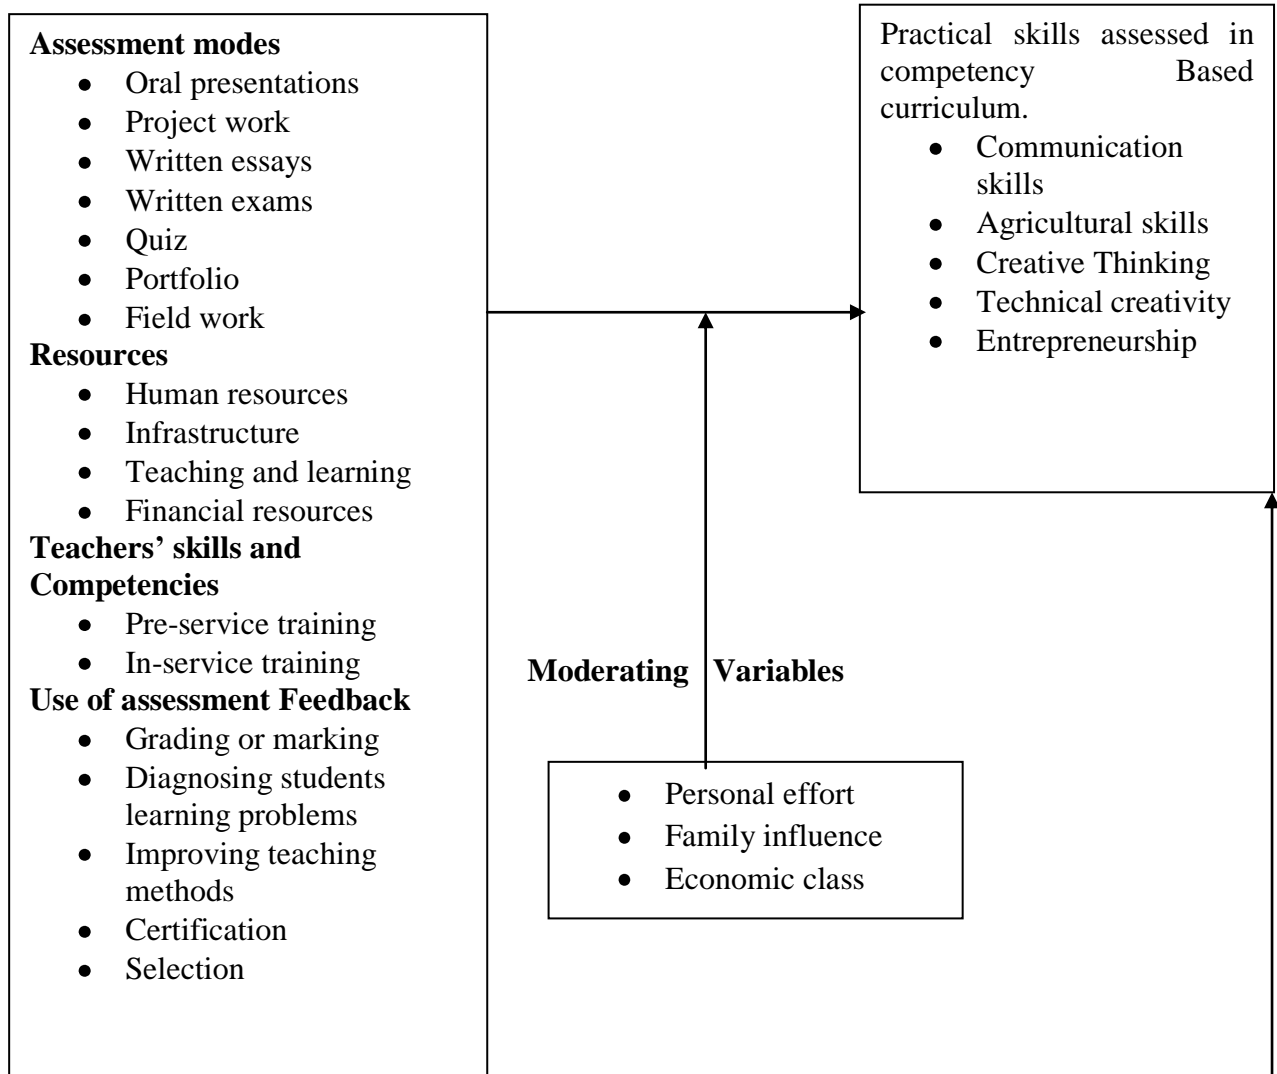 Assessment modes
● Oral presentations
● Project work
● Written essays
● Written exams
● Quiz
● Portfolio
● Field work
Resources
● Human resources
● Infrastructure
● Teaching and learning
● Financial resources
Teachers’ skills and
Competencies
● Pre-service training
● In-service training
Use of assessment Feedback
● Grading or marking
● Diagnosing students
learning problems
● Improving teaching
methods
● Certification
● Selection
Moderating Variables
● Personal effort
● Family influence
● Economic class
Practical skills assessed in
competency Based
curriculum.
● Communication
skills
● Agricultural skills
● Creative Thinking
● Technical creativity
● Entrepreneurship